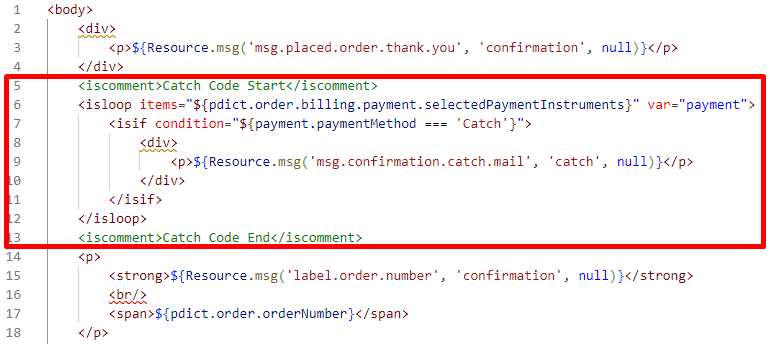 1 <body>
2 <div>
3 <p>${Resource.msg('msg.placed.order.thank.you', 'confirmation', null)}</p>
4 </div>
5 <iscomment>Catch Code Start</iscomment>
6 <isloop items="${pdict.order.billing.payment.selectedPaymentInstruments}" var="payment">
7 <isif condition="${payment.paymentMethod === 'Catch'}">
8 <div>
9 <p>${Resource.msg('msg.confirmation.catch.mail', 'catch', null)}</p>
10 </div>
11 </isif>
12 </isloop>
13 <iscomment>Catch Code End</iscomment>
14 <p>
15 <strong>${Resource.msg('label.order.number', 'confirmation', null)}</strong>
16 <br/>
17 <span>${pdict.order.orderNumber}</span>
18 </p>